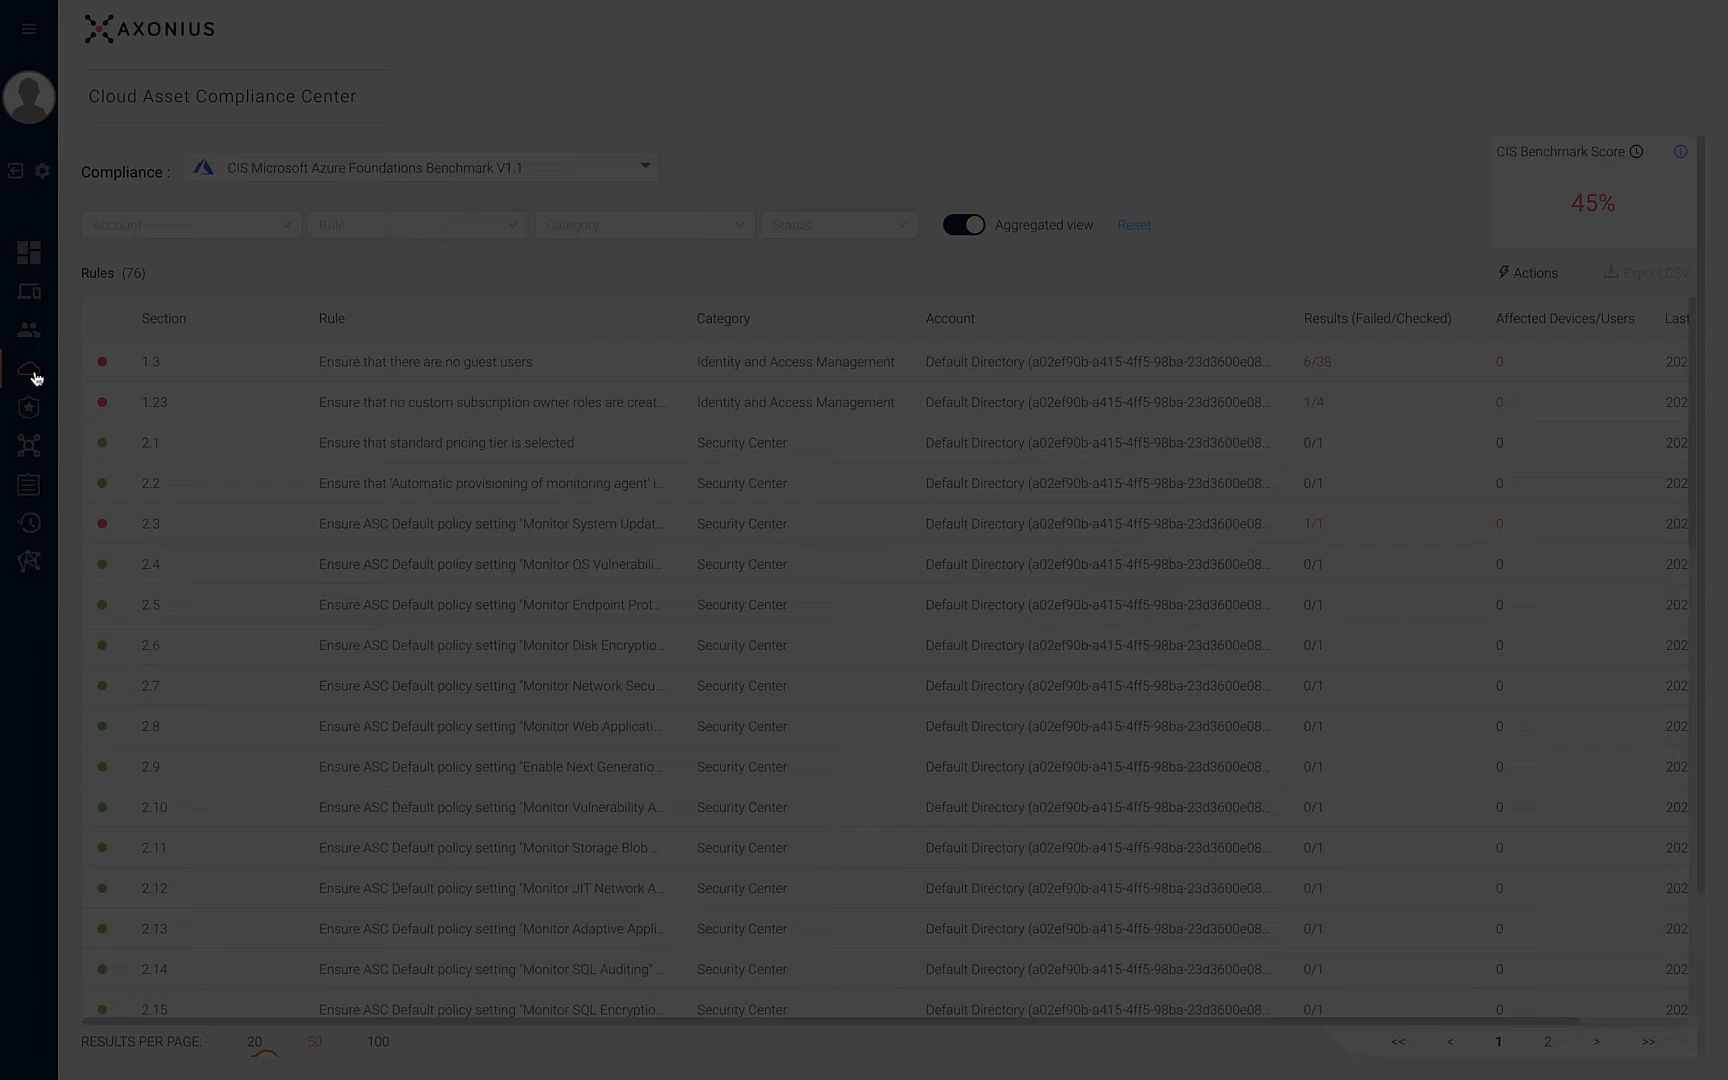 AXONIUS
Cloud Asset Compliance Center
Compliance : CIS Microsoft Azure Foundations Benchmark V1.1
CIS Benchmark Score
45%
Account Rule Category Status Aggregated view Reset
Rules (76) Actions Export CSV
Section Rule Category Account Results (Failed/Checked) Affected Devices/Users Last
1.3 Ensure that there are no guest users Identity and Access Management Default Directory (a02ef90b-a415-4ff5-98ba-23d3600e08... 6/38 0 202
1.23 Ensure that no custom subscription owner roles are creat... Identity and Access Management Default Directory (a02ef90b-a415-4ff5-98ba-23d3600e08... 1/4 0 202
2.1 Ensure that standard pricing tier is selected Security Center Default Directory (a02ef90b-a415-4ff5-98ba-23d3600e08... 0/1 0 202
2.2 Ensure that 'Automatic provisioning of monitoring agent' i... Security Center Default Directory (a02ef90b-a415-4ff5-98ba-23d3600e08... 0/1 0 202
2.3 Ensure ASC Default policy setting "Monitor System Updat... Security Center Default Directory (a02ef90b-a415-4ff5-98ba-23d3600e08... 1/1 0 202
2.4 Ensure ASC Default policy setting "Monitor OS Vulnerabili... Security Center Default Directory (a02ef90b-a415-4ff5-98ba-23d3600e08... 0/1 0 202
2.5 Ensure ASC Default policy setting "Monitor Endpoint Prot... Security Center Default Directory (a02ef90b-a415-4ff5-98ba-23d3600e08... 0/1 0 202
2.6 Ensure ASC Default policy setting "Monitor Disk Encryptio... Security Center Default Directory (a02ef90b-a415-4ff5-98ba-23d3600e08... 0/1 0 202
2.7 Ensure ASC Default policy setting "Monitor Network Secu... Security Center Default Directory (a02ef90b-a415-4ff5-98ba-23d3600e08... 0/1 0 202
2.8 Ensure ASC Default policy setting "Monitor Web Applicati... Security Center Default Directory (a02ef90b-a415-4ff5-98ba-23d3600e08... 0/1 0 202
2.9 Ensure ASC Default policy setting "Enable Next Generatio... Security Center Default Directory (a02ef90b-a415-4ff5-98ba-23d3600e08... 0/1 0 202
2.10 Ensure ASC Default policy setting "Monitor Vulnerability A... Security Center Default Directory (a02ef90b-a415-4ff5-98ba-23d3600e08... 0/1 0 202
2.11 Ensure ASC Default policy setting "Monitor Storage Blob ... Security Center Default Directory (a02ef90b-a415-4ff5-98ba-23d3600e08... 0/1 0 202
2.12 Ensure ASC Default policy setting "Monitor JIT Network A... Security Center Default Directory (a02ef90b-a415-4ff5-98ba-23d3600e08... 0/1 0 202
2.13 Ensure ASC Default policy setting "Monitor Adaptive Appli... Security Center Default Directory (a02ef90b-a415-4ff5-98ba-23d3600e08... 0/1 0 202
2.14 Ensure ASC Default policy setting "Monitor SQL Auditing" ... Security Center Default Directory (a02ef90b-a415-4ff5-98ba-23d3600e08... 0/1 0 202
2.15 Ensure ASC Default policy setting "Monitor SQL Encryptio... Security Center Default Directory (a02ef90b-a415-4ff5-98ba-23d3600e08... 0/1 0 202
RESULTS PER PAGE: 20 50 100 << < 1 2 > >>